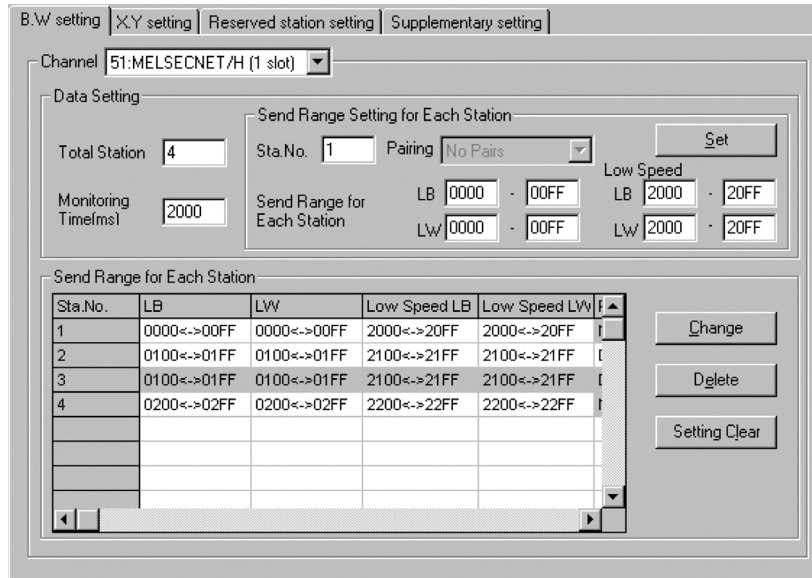 B.W setting X.Y setting Reserved station setting Supplementary setting
Channel 51:MELSECNET/H (1 slot)
Data Setting
Send Range Setting for Each Station
Total Station 4
Sta.No. 1 Pairing No Pairs Set
Low Speed
Monitoring Time(ms) 2000
Send Range for Each Station
LB 0000 - 00FF LB 2000 - 20FF
LW 0000 - 00FF LW 2000 - 20FF
Send Range for Each Station
Sta.No. LB LW Low Speed LB Low Speed LW
1 0000<->00FF 0000<->00FF 2000<->20FF 2000<->20FF
2 0100<->01FF 0100<->01FF 2100<->21FF 2100<->21FF
3 0100<->01FF 0100<->01FF 2100<->21FF 2100<->21FF
4 0200<->02FF 0200<->02FF 2200<->22FF 2200<->22FF
Change
Delete
Setting Clear